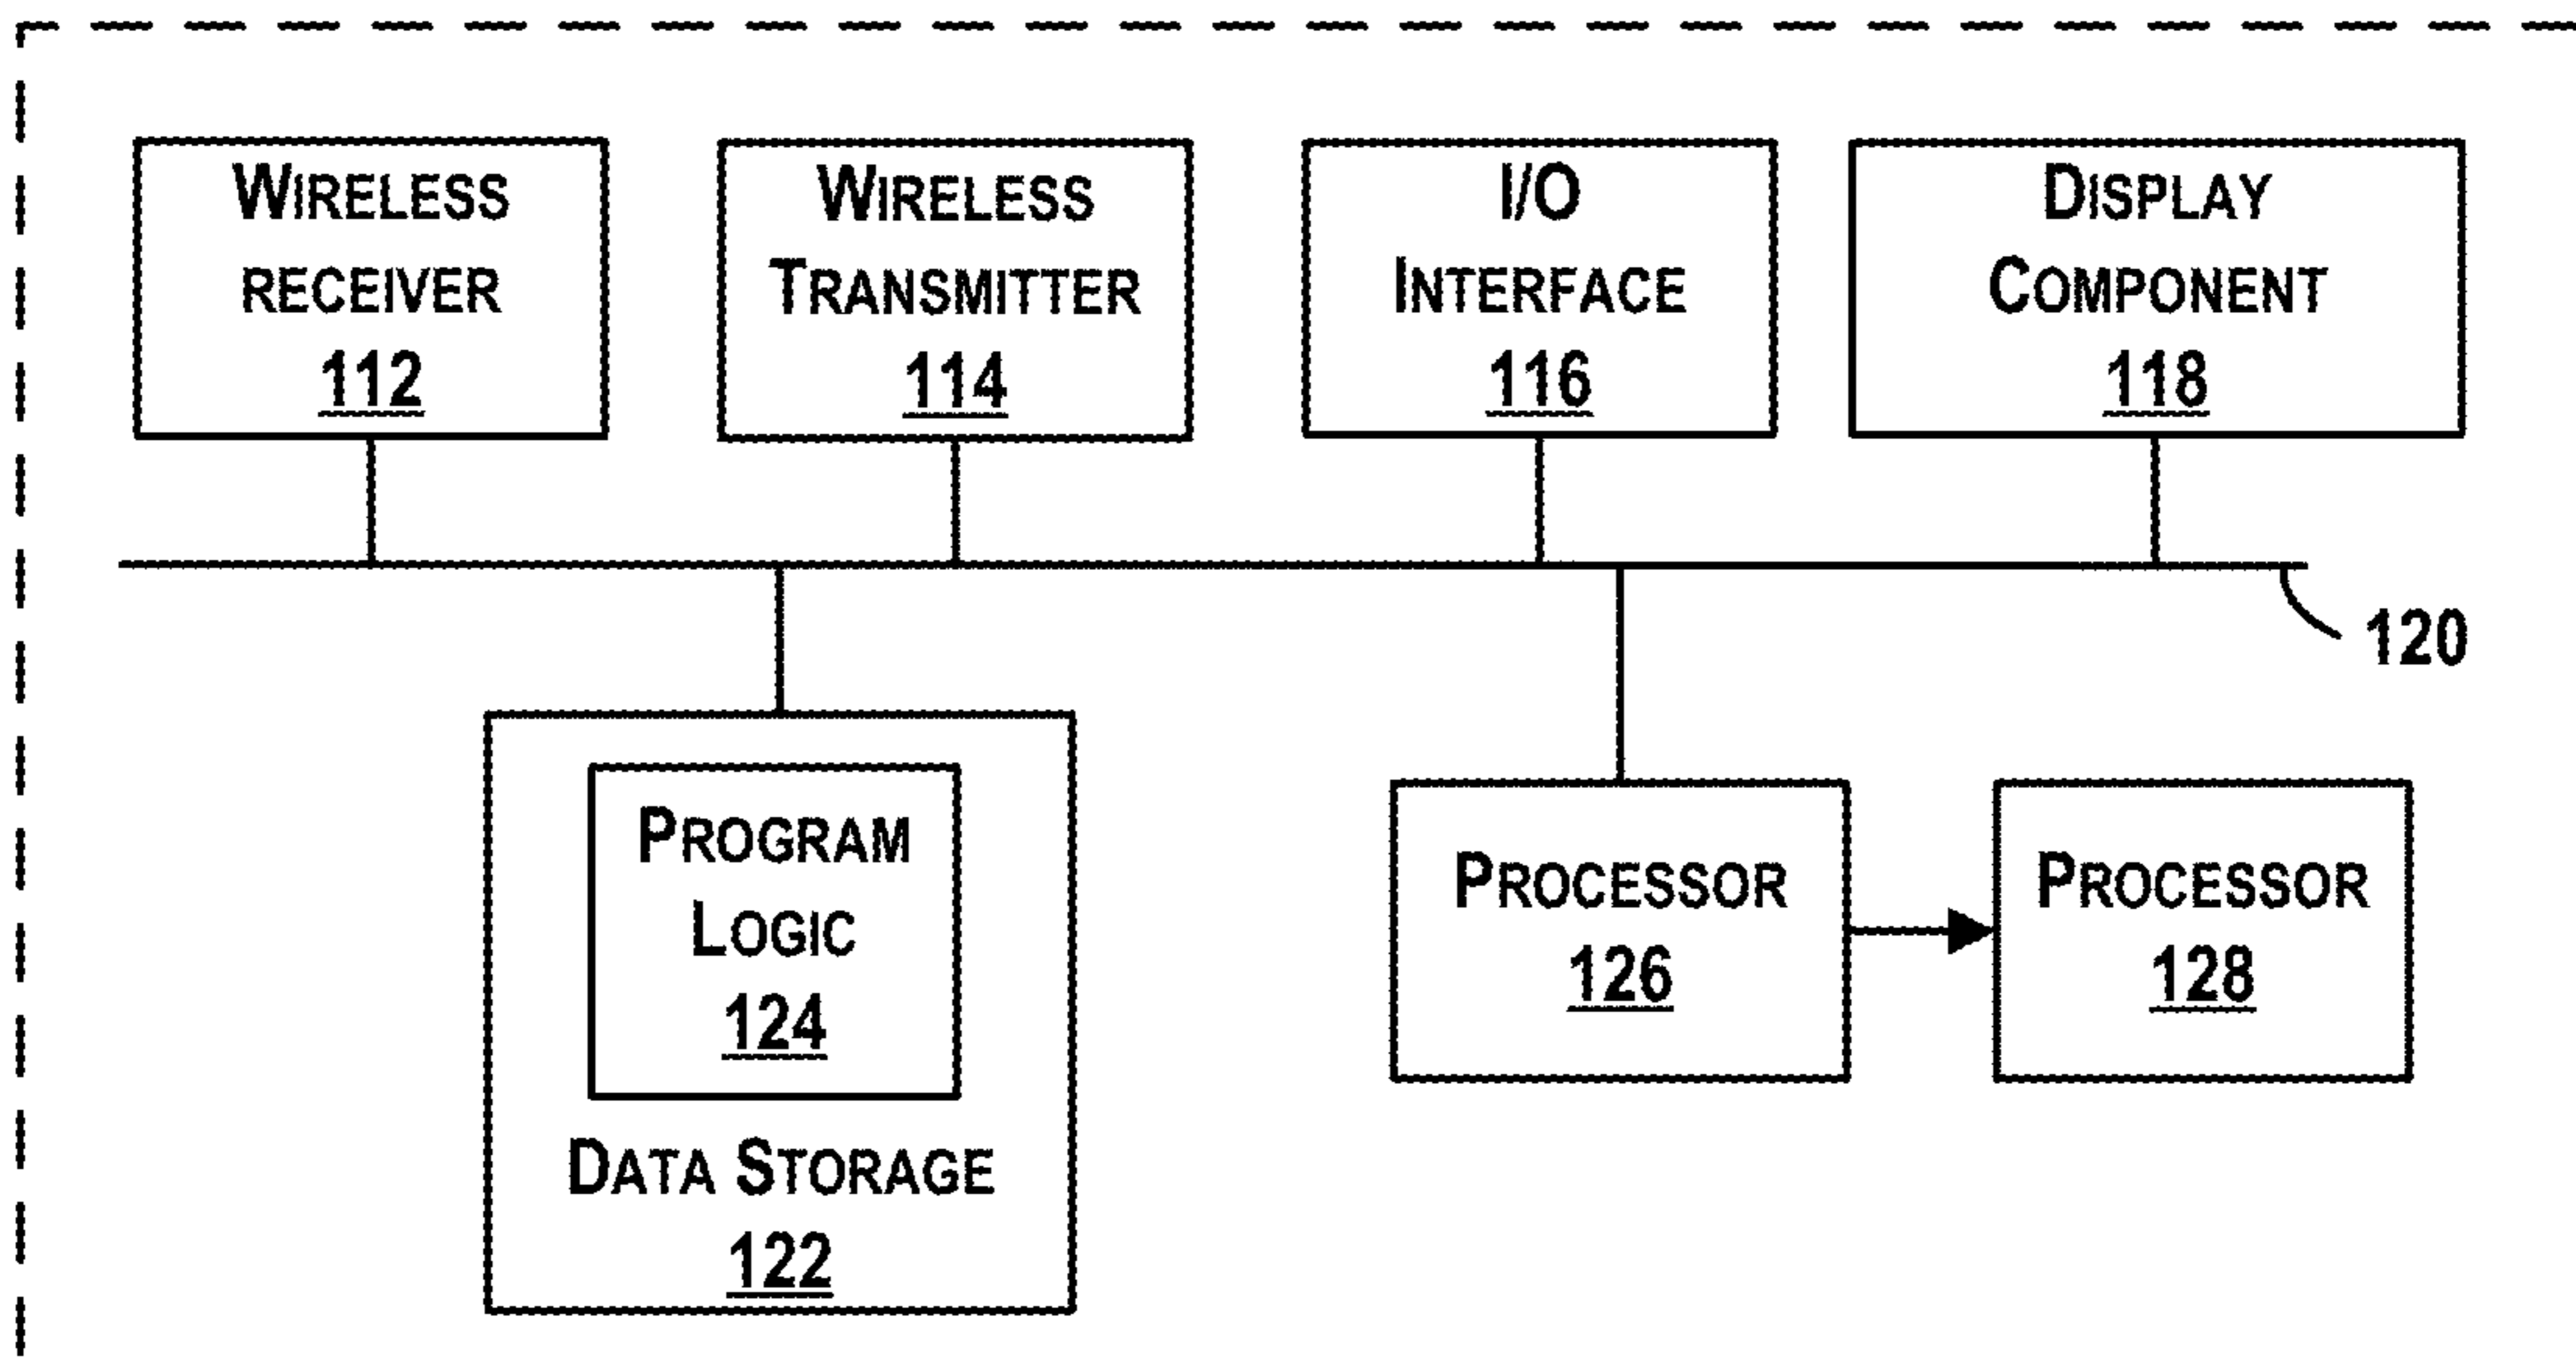 WIRELESS
RECEIVER
112
WIRELESS
TRANSMITTER
114
I/O
INTERFACE
116
DISPLAY
COMPONENT
118
120
PROGRAM
LOGIC
124
DATA STORAGE
122
PROCESSOR
126
PROCESSOR
128